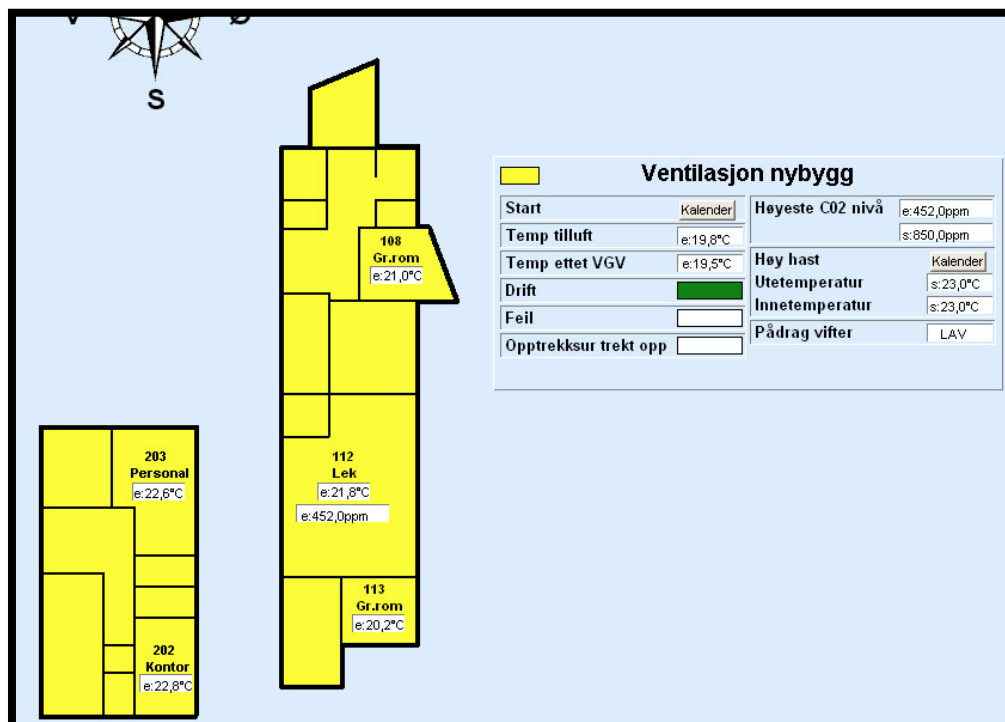 V Ø
S
Ventilasjon nybygg
Start Kalender
Temp tilluft e:19,8°C
Temp ettet VGV e:19,5°C
Drift
Feil
Opptrekksur trekt opp
Høyeste C02 nivå e:452,0ppm
s:850,0ppm
Høy hast Kalender
Utetemperatur s:23,0°C
Innetemperatur s:23,0°C
Pådrag vifter LAV
108
Gr.rom
e:21,0°C
112
Lek
e:21,8°C
e:452,0ppm
113
Gr.rom
e:20,2°C
203
Personal
e:22,6°C
202
Kontor
e:22,8°C